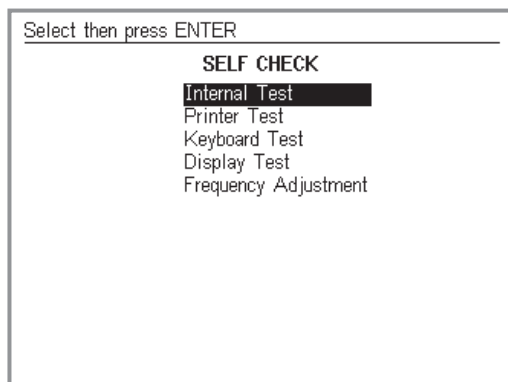 Select then press ENTER
SELF CHECK
Internal Test
Printer Test
Keyboard Test
Display Test
Frequency Adjustment